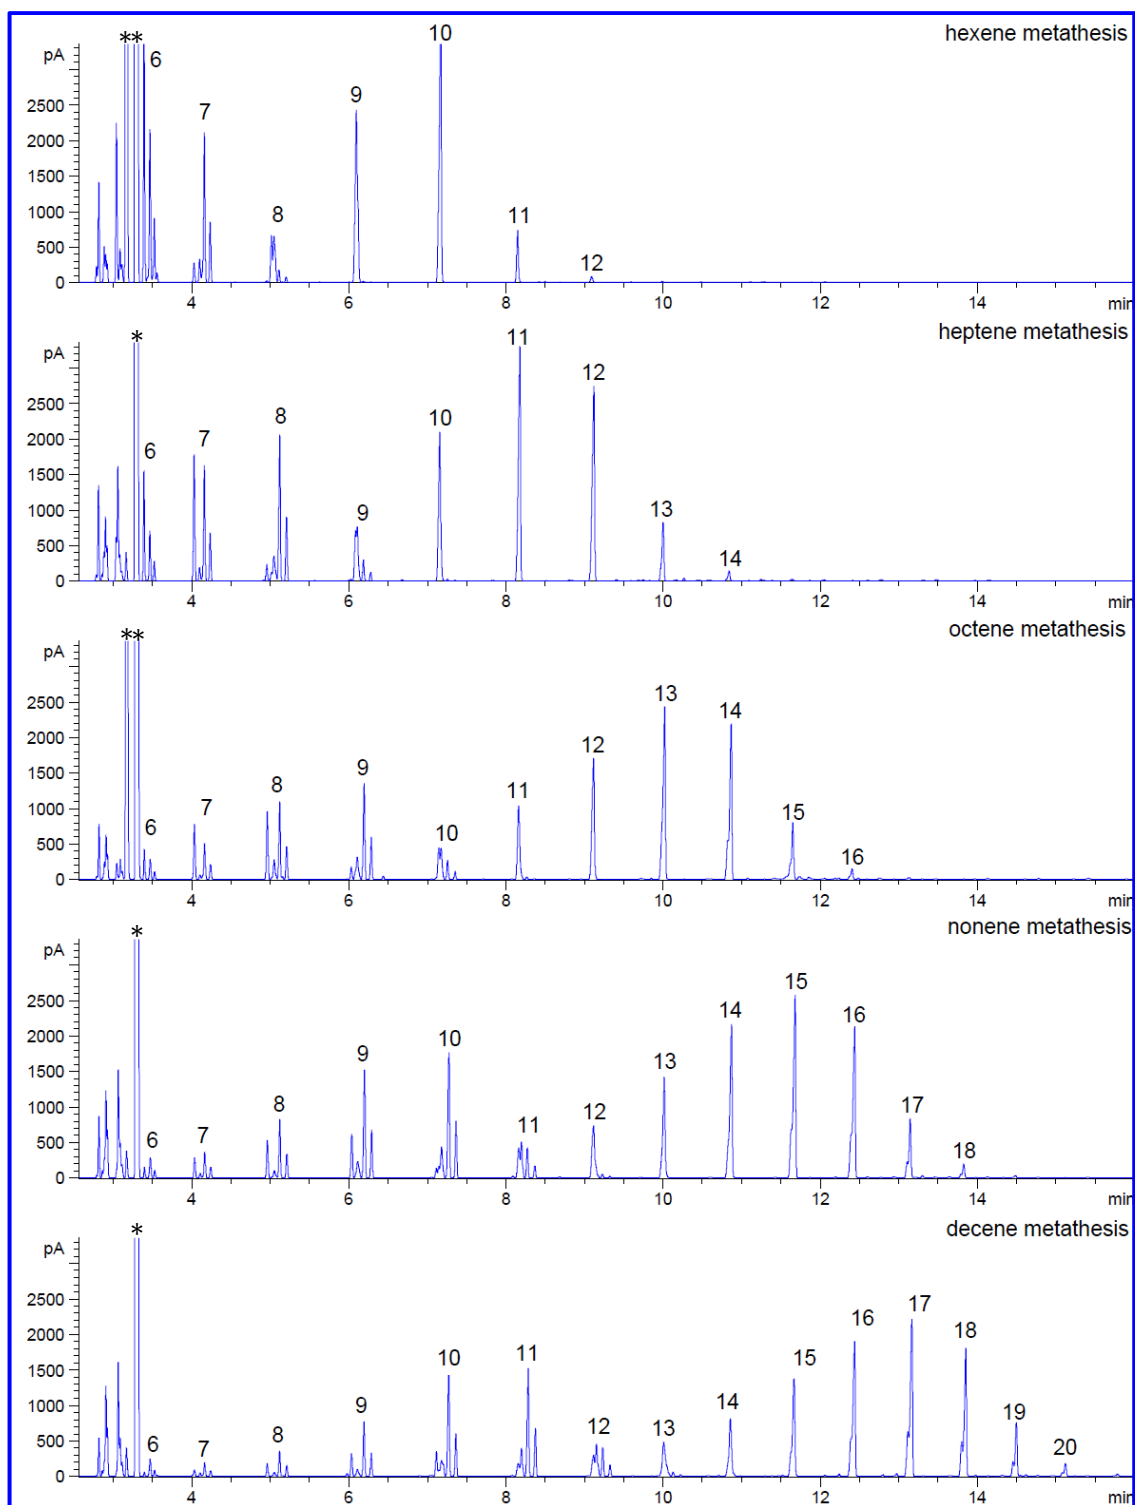 hexene metathesis
pA
** 6 7 8 9 10 11 12
2500
2000
1500
1000
500
0
4 6 8 10 12 14 min
heptene metathesis
pA
* 6 7 8 9 10 11 12 13 14
2500
2000
1500
1000
500
0
4 6 8 10 12 14 min
octene metathesis
pA
** 6 7 8 9 10 11 12 13 14 15 16
2500
2000
1500
1000
500
0
4 6 8 10 12 14 min
nonene metathesis
pA
* 6 7 8 9 10 11 12 13 14 15 16 17 18
2500
2000
1500
1000
500
0
4 6 8 10 12 14 min
decene metathesis
pA
* 6 7 8 9 10 11 12 13 14 15 16 17 18 19 20
2500
2000
1500
1000
500
0
4 6 8 10 12 14 min